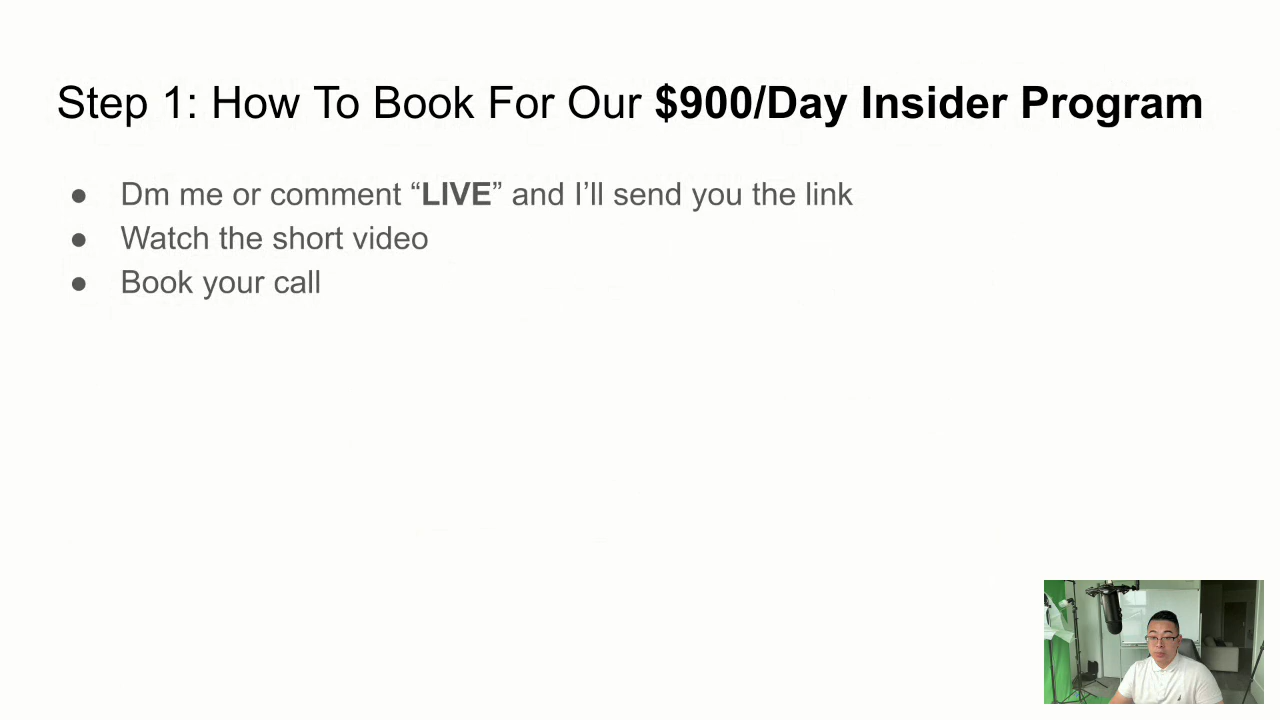 Step 1: How To Book For Our $900/Day Insider Program
● Dm me or comment “LIVE” and I’ll send you the link
● Watch the short video
● Book your call